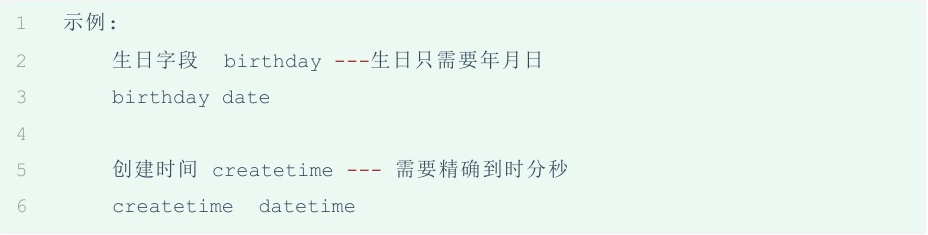 1 示例:
2 生日字段 birthday ---生日只需要年月日
3 birthday date
4
5 创建时间 createtime --- 需要精确到时分秒
6 createtime datetime